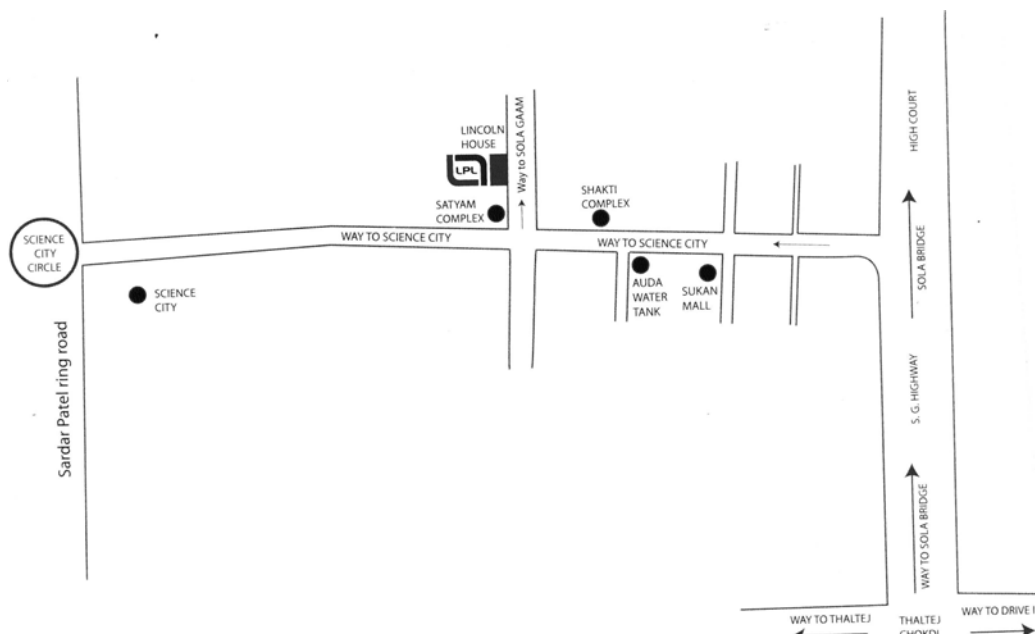 HIGH COURT
LINCOLN
HOUSE
LPL
Way to SOLA GAAM
SATYAM
COMPLEX
SHAKTI
COMPLEX
SCIENCE
CITY
CIRCLE
WAY TO SCIENCE CITY
WAY TO SCIENCE CITY
SOLA BRIDGE
SCIENCE
CITY
AUDA
WATER
TANK
SUKAN
MALL
Sardar Patel ring road
S. G. HIGHWAY
WAY TO SOLA BRIDGE
WAY TO THALTEJ
THALTEJ
CHOKDI
WAY TO DRIVE I